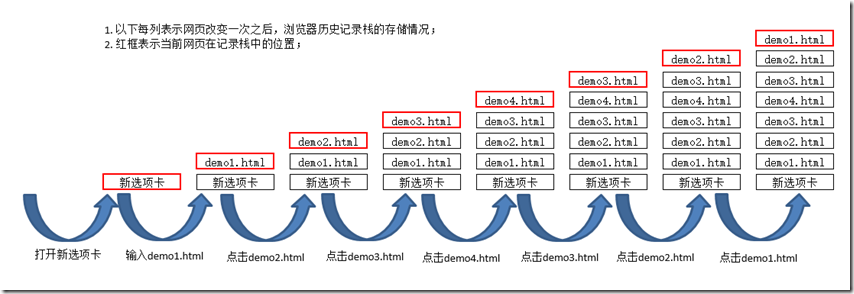 1. 以下每列表示网页改变一次之后，浏览器历史记录栈的存储情况；
2. 红框表示当前网页在记录栈中的位置；
demo1.html
demo2.html demo2.html
demo3.html demo3.html demo3.html
demo4.html demo4.html demo4.html demo4.html
demo3.html demo3.html demo3.html demo3.html demo3.html
demo2.html demo2.html demo2.html demo2.html demo2.html demo2.html
demo1.html demo1.html demo1.html demo1.html demo1.html demo1.html demo1.html
新选项卡 新选项卡 新选项卡 新选项卡 新选项卡 新选项卡 新选项卡 新选项卡
打开新选项卡 输入demo1.html 点击demo2.html 点击demo3.html 点击demo4.html 点击demo3.html 点击demo2.html 点击demo1.html